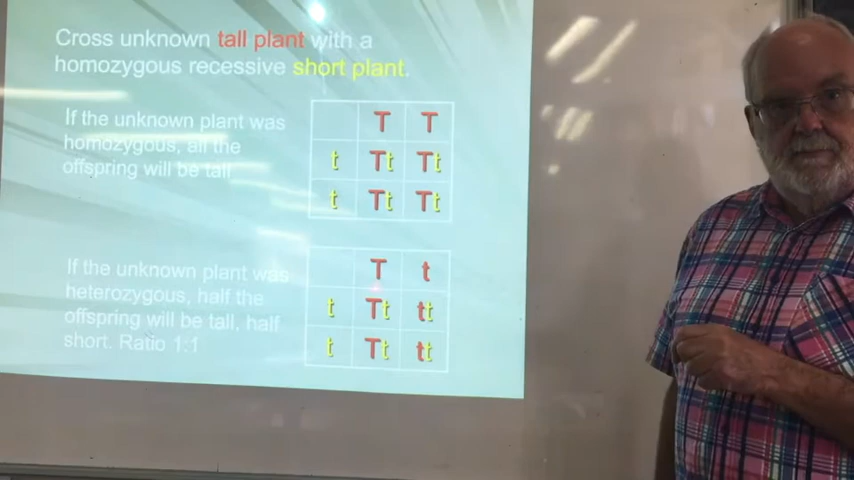 Cross unknown tall plant with a
homozygous recessive short plant.
If the unknown plant was
homozygous, all the
offspring will be tall
T T
t Tt Tt
t Tt Tt
If the unknown plant was
heterozygous, half the
offspring will be tall, half
short. Ratio 1:1
T t
t Tt tt
t Tt tt